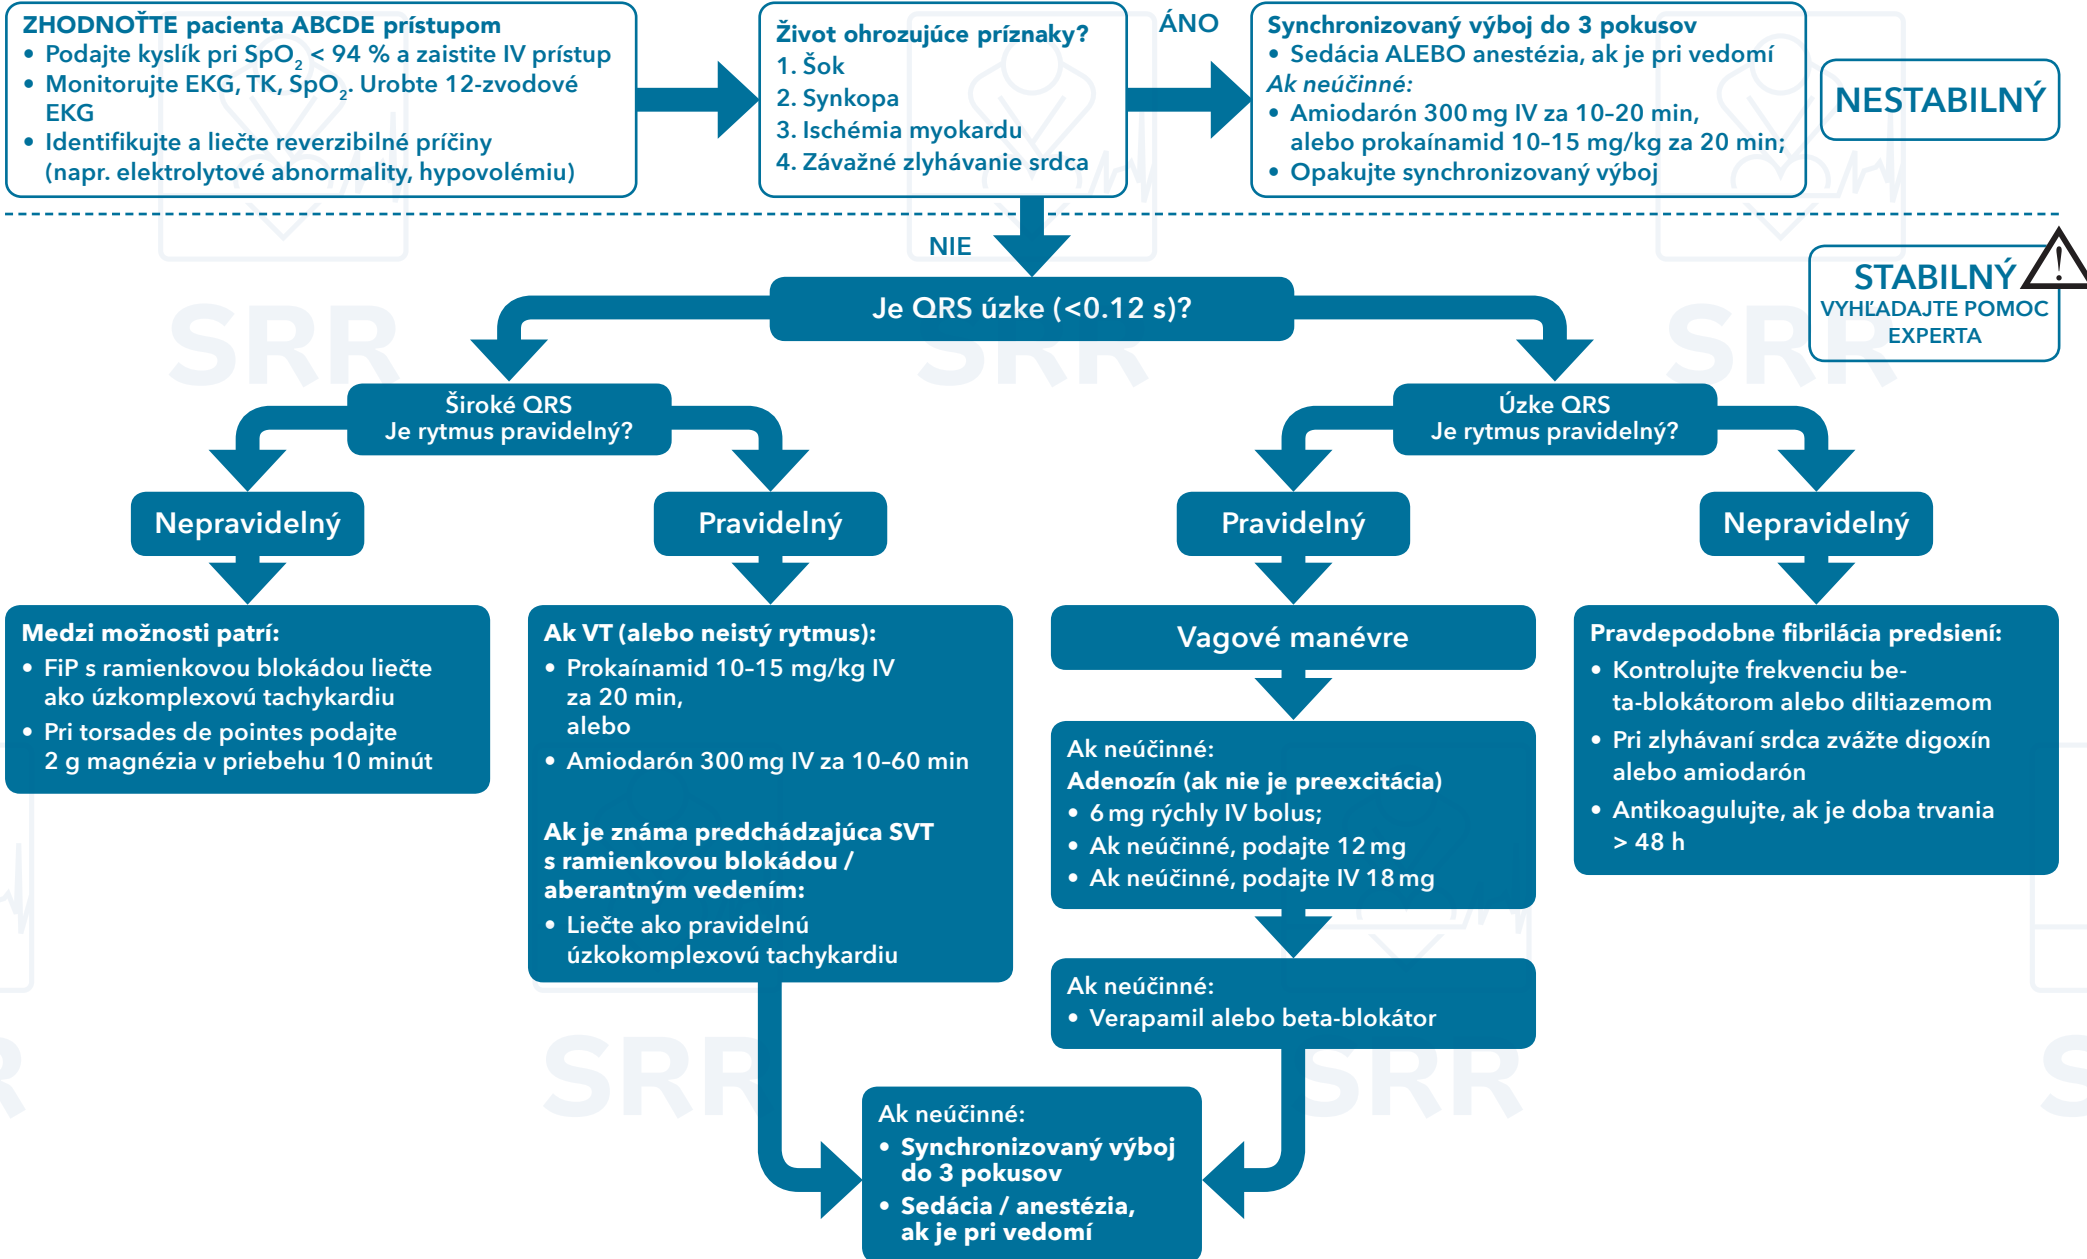 ZHODNOŤTE pacienta ABCDE prístupom
• Podajte kyslík pri SpO₂ < 94 % a zaistite IV prístup
• Monitorujte EKG, TK, SpO₂. Urobte 12-zvodové
EKG
• Identifikujte a liečte reverzibilné príčiny
(napr. elektrolytové abnormality, hypovolémiu)
Život ohrozujúce príznaky?
1. Šok
2. Synkopa
3. Ischémia myokardu
4. Závažné zlyhávanie srdca
ÁNO
Synchronizovaný výboj do 3 pokusov
• Sedácia ALEBO anestézia, ak je pri vedomí
Ak neúčinné:
• Amiodarón 300 mg IV za 10–20 min,
alebo prokaínamid 10–15 mg/kg za 20 min;
• Opakujte synchronizovaný výboj
NESTABILNÝ
NIE
STABILNÝ
VYHĽADAJTE POMOC
EXPERTA
Je QRS úzke (<0.12 s)?
SRR
SRR
SRR
Široké QRS
Je rytmus pravidelný?
Úzke QRS
Je rytmus pravidelný?
Nepravidelný
Pravidelný
Pravidelný
Nepravidelný
Medzi možnosti patrí:
• FiP s ramienkovou blokádou liečte
ako úzkomplexovú tachykardiu
• Pri torsades de pointes podajte
2 g magnézia v priebehu 10 minút
Ak VT (alebo neistý rytmus):
• Prokaínamid 10–15 mg/kg IV
za 20 min,
alebo
• Amiodarón 300 mg IV za 10–60 min
Ak je známa predchádzajúca SVT
s ramienkovou blokádou /
aberantným vedením:
• Liečte ako pravidelnú
úzkokomplexovú tachykardiu
Vagové manévre
Ak neúčinné:
Adenozín (ak nie je preexcitácia)
• 6 mg rýchly IV bolus;
• Ak neúčinné, podajte 12 mg
• Ak neúčinné, podajte IV 18 mg
Ak neúčinné:
• Verapamil alebo beta-blokátor
Pravdepodobne fibrilácia predsiení:
• Kontrolujte frekvenciu be-
ta-blokátorom alebo diltiazemom
• Pri zlyhávaní srdca zvážte digoxín
alebo amiodarón
• Antikoagulujte, ak je doba trvania
> 48 h
R
SRR
SRR
S
Ak neúčinné:
• Synchronizovaný výboj
do 3 pokusov
• Sedácia / anestézia,
ak je pri vedomí